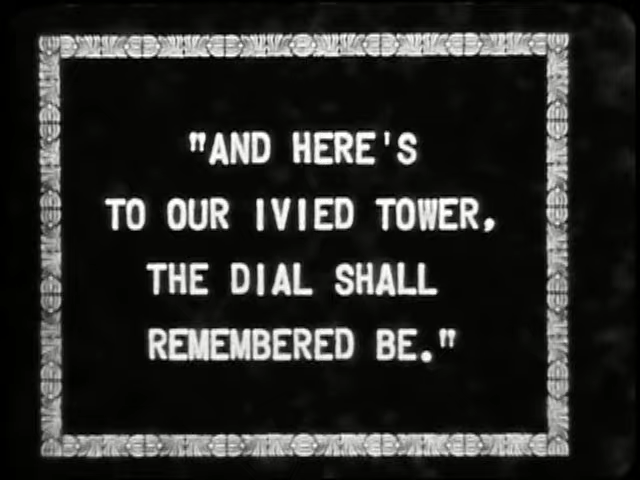 "AND HERE'S
TO OUR IVIED TOWER,
THE DIAL SHALL
REMEMBERED BE."